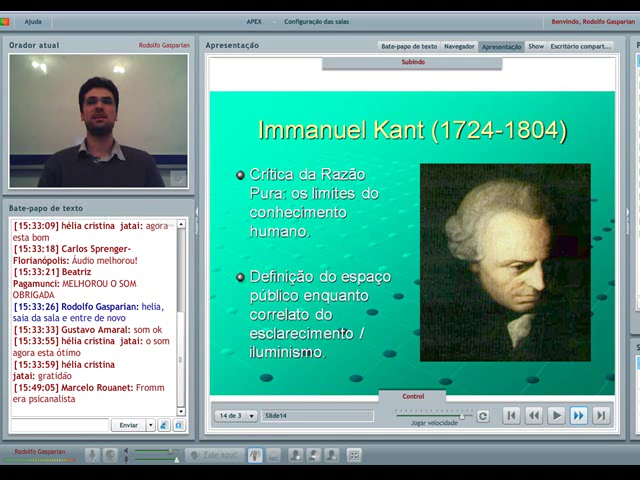 Ajuda
APEX - Configuração das salas
Benvindo, Rodolfo Gasparian
Orador atual
Rodolfo Gasparian
Apresentação
Bate-papo de texto
Navegador
Apresentação
Show
Escritório compart...
Subindo
Immanuel Kant (1724-1804)
Crítica da Razão
Pura: os limites do
conhecimento
humano.
Definição do espaço
público enquanto
correlato do
esclarecimento /
iluminismo.
Bate-papo de texto
[15:33:09] hélia cristina jatai: agora
esta bom
[15:33:18] Carlos Sprenger-
Florianópolis: Áudio melhorou!
[15:33:21] Beatriz
Pagamunci: MELHOROU O SOM
OBRIGADA
[15:33:26] Rodolfo Gasparian: helia,
saia da sala e entre de novo
[15:33:33] Gustavo Amaral: som ok
[15:33:55] hélia cristina jatai: o som
agora esta ótimo
[15:33:59] hélia cristina
jatai: gratidão
[15:49:05] Marcelo Rouanet: Fromm
era psicanalista
Enviar
Control
14 de 3
Slide14
Jogar velocidade
Rodolfo Gasparian
Fale aqui!